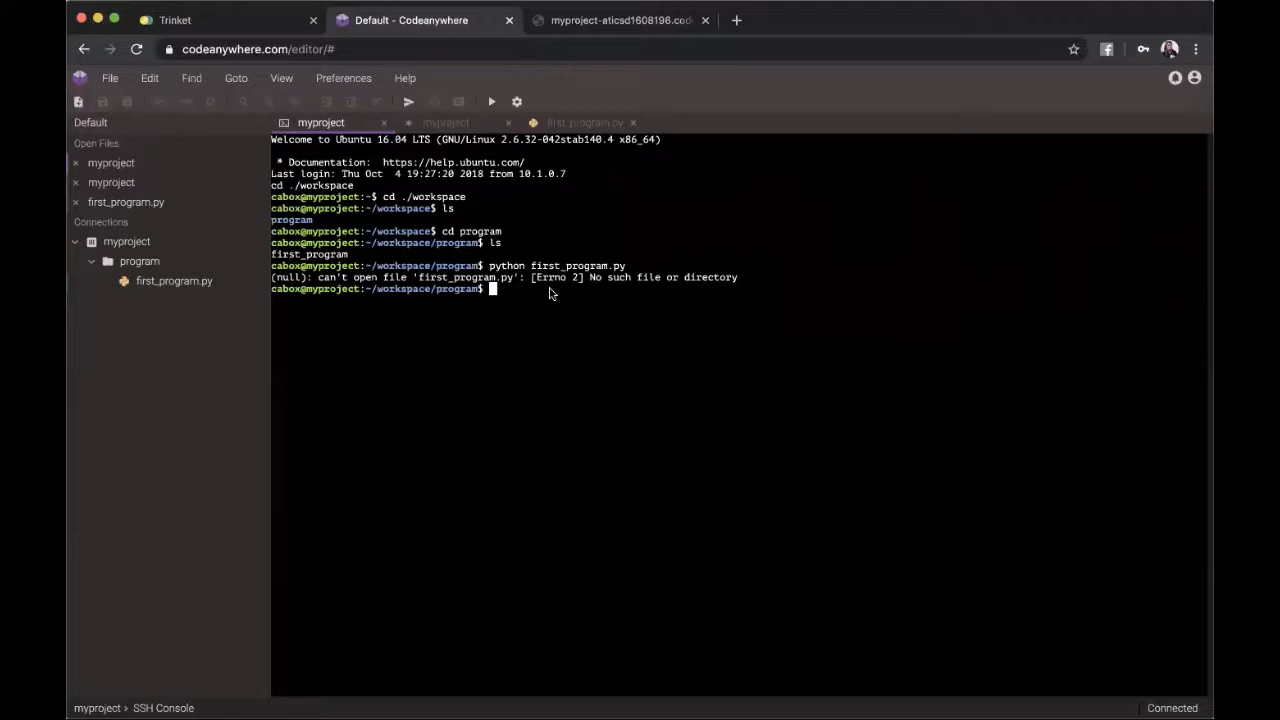 Trinket
Default - Codeanywhere
myproject-aticsd1608196.cod
codeanywhere.com/editor/#
File Edit Find Goto View Preferences Help
Default
myproject
myproject
first_program.py
Open Files
myproject
myproject
first_program.py
Connections
myproject
program
first_program.py
Welcome to Ubuntu 16.04 LTS (GNU/Linux 2.6.32-042stab140.4 x86_64)
* Documentation:  https://help.ubuntu.com/
Last login: Thu Oct  4 19:27:20 2018 from 10.1.0.7
cd ./workspace
cabox@myproject:~$ cd ./workspace
cabox@myproject:~/workspace$ ls
program
cabox@myproject:~/workspace$ cd program
cabox@myproject:~/workspace/program$ ls
first_program
cabox@myproject:~/workspace/program$ python first_program.py
(null): can't open file 'first_program.py': [Errno 2] No such file or directory
cabox@myproject:~/workspace/program$
myproject > SSH Console
Connected